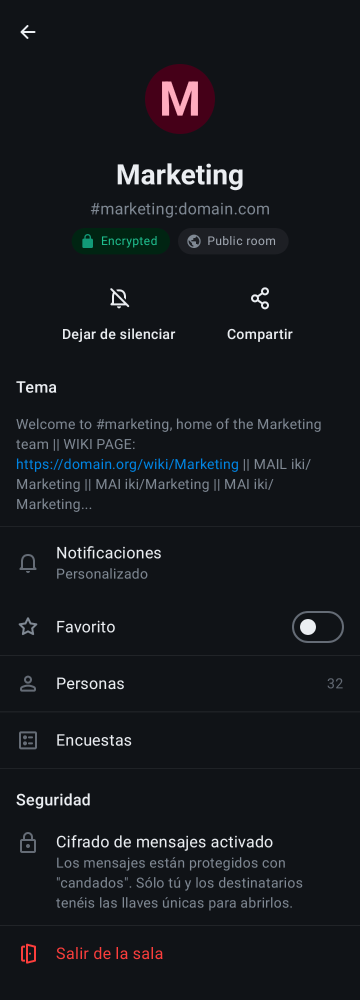 M
Marketing
#marketing:domain.com
Encrypted Public room
Dejar de silenciar Compartir
Tema
Welcome to #marketing, home of the Marketing
team || WIKI PAGE:
https://domain.org/wiki/Marketing || MAIL iki/
Marketing || MAI iki/Marketing || MAI iki/
Marketing...
Notificaciones
Personalizado
Favorito
Personas 32
Encuestas
Seguridad
Cifrado de mensajes activado
Los mensajes están protegidos con
"candados". Sólo tú y los destinatarios
tenéis las llaves únicas para abrirlos.
Salir de la sala